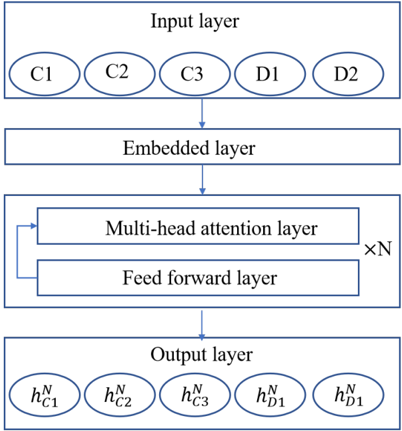 Input layer
C1 C2 C3 D1 D2
Embedded layer
Multi-head attention layer
×N
Feed forward layer
Output layer
$h_{C1}^{N}$ $h_{C2}^{N}$ $h_{C3}^{N}$ $h_{D1}^{N}$ $h_{D1}^{N}$